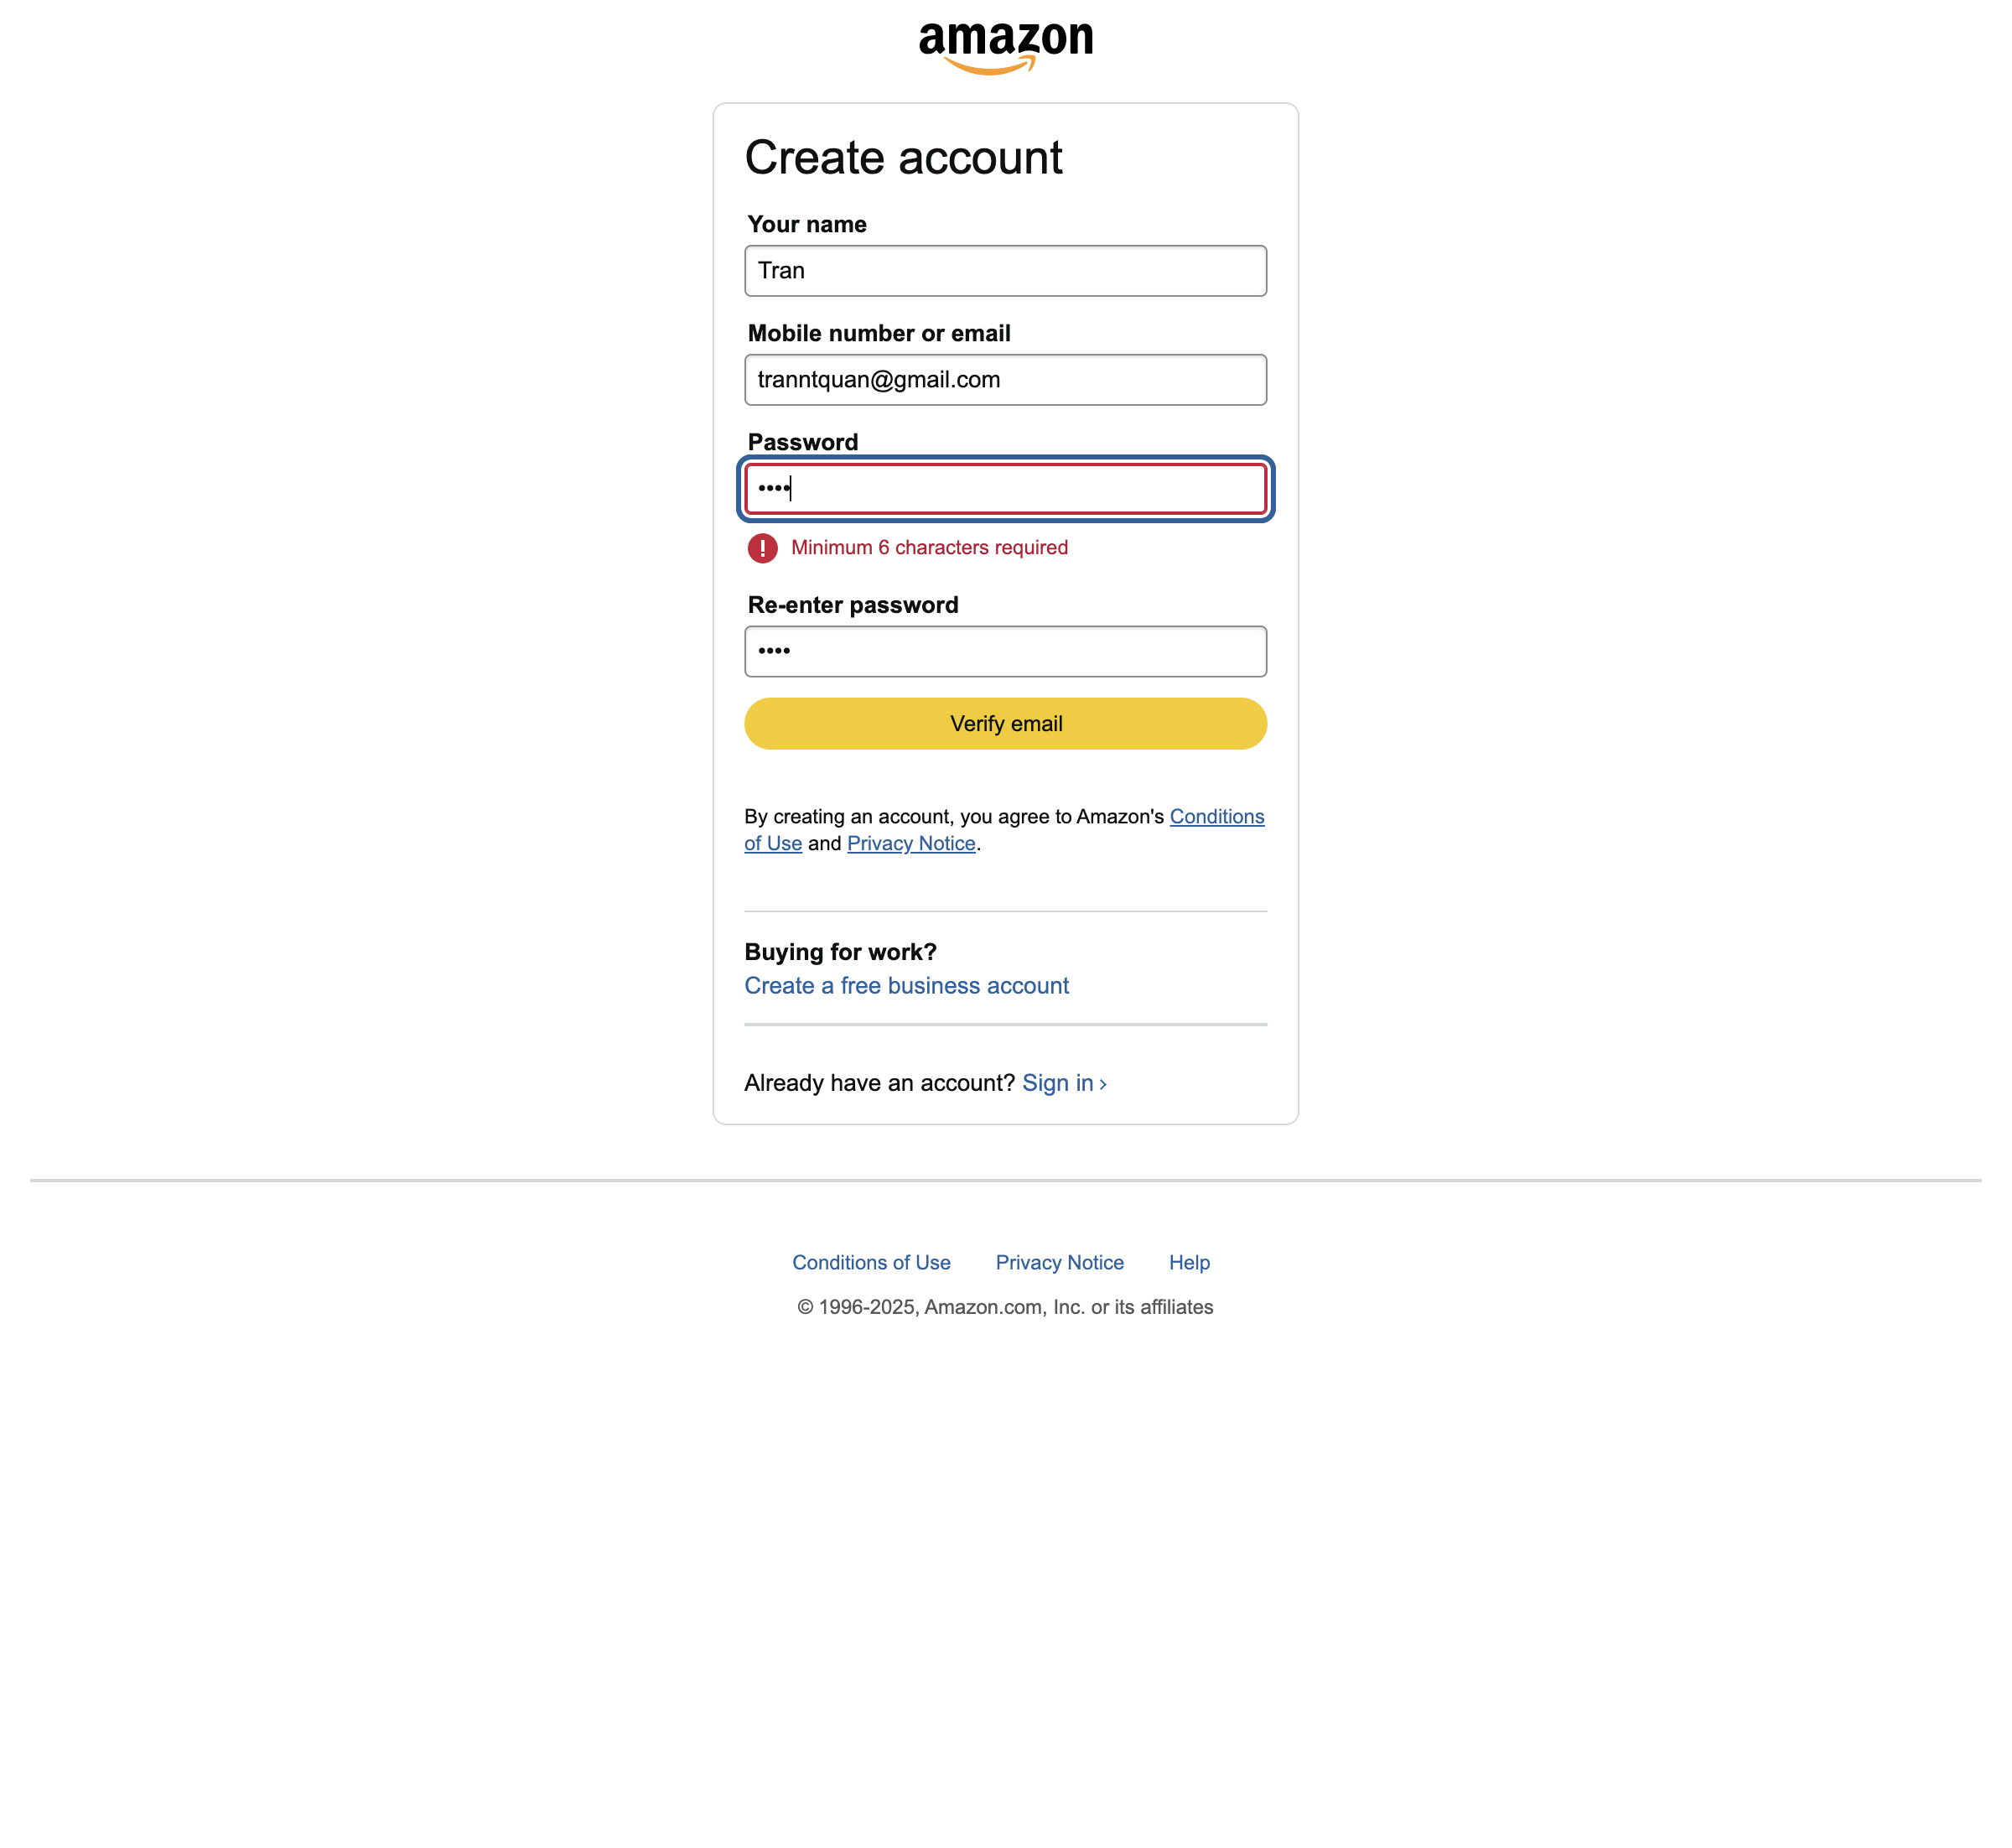 amazon
Create account
Your name
Tran
Mobile number or email
tranntquan@gmail.com
Password
••••
! Minimum 6 characters required
Re-enter password
••••
Verify email
By creating an account, you agree to Amazon's Conditions
of Use and Privacy Notice.
Buying for work?
Create a free business account
Already have an account? Sign in ›
Conditions of Use Privacy Notice Help
© 1996-2025, Amazon.com, Inc. or its affiliates